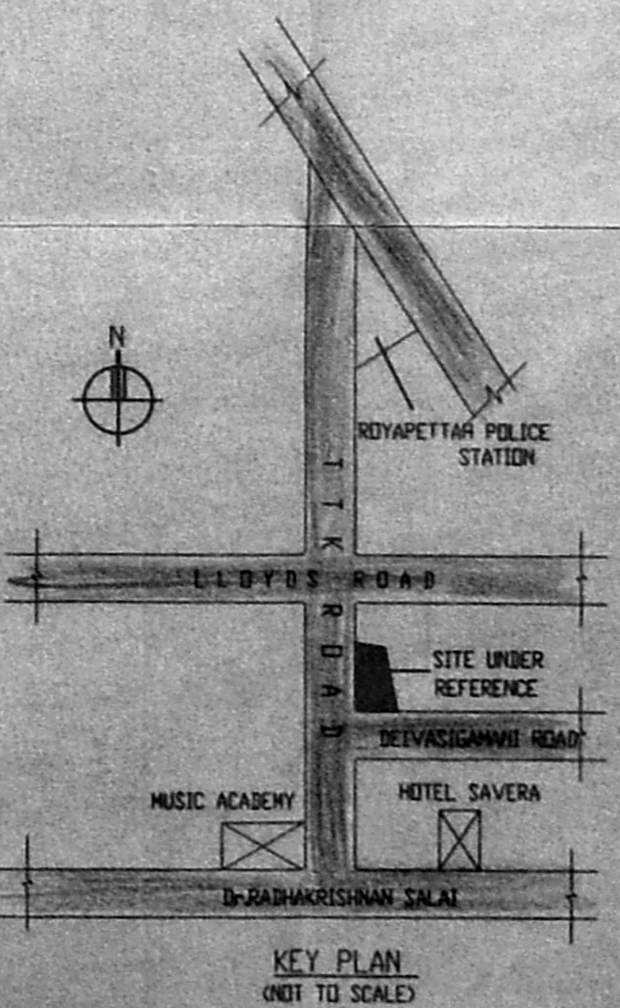 N
ROYAPETTAH POLICE
STATION
TTK ROAD
LLOYDS ROAD
SITE UNDER
REFERENCE
DEIVASIGAMANI ROAD
MUSIC ACADEMY
HOTEL SAVERA
Dr.RADHAKRISHNAN SALAI
KEY PLAN
(NOT TO SCALE)